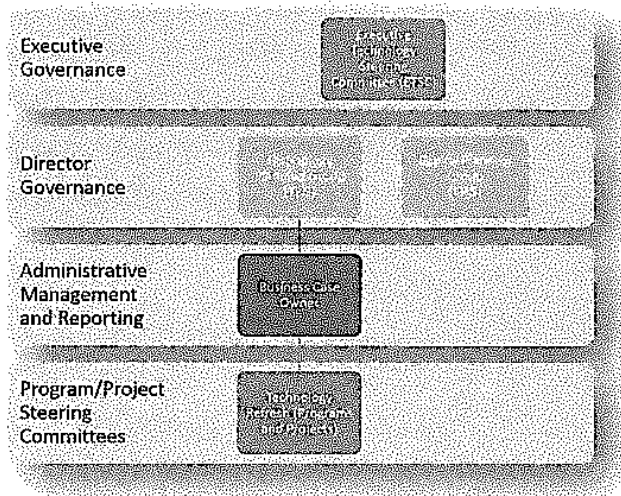 Executive
Governance
Executive
Technology
Steering
Committee (ETSC)
Director
Governance
Administrative
Management
and Reporting
Business Case
Owner
Program/Project
Steering
Committees
Technology
Refresh (Program
and Projects)